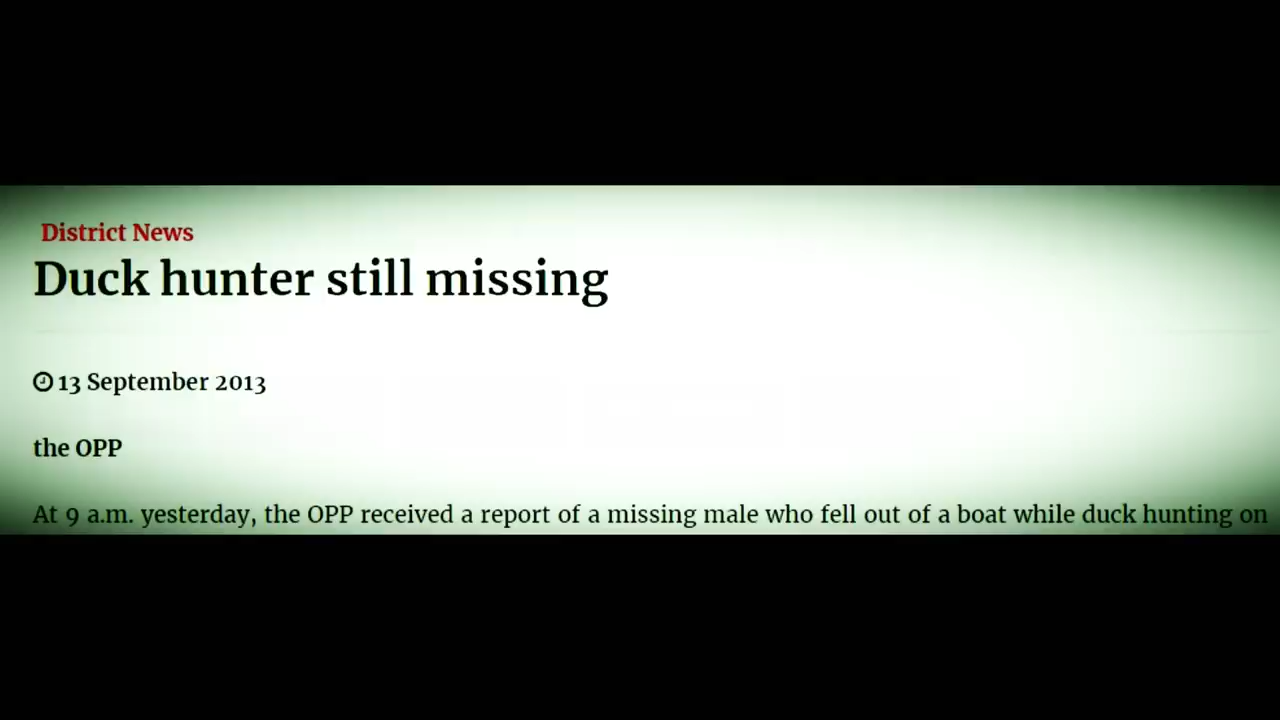 District News
Duck hunter still missing
13 September 2013
the OPP
At 9 a.m. yesterday, the OPP received a report of a missing male who fell out of a boat while duck hunting on